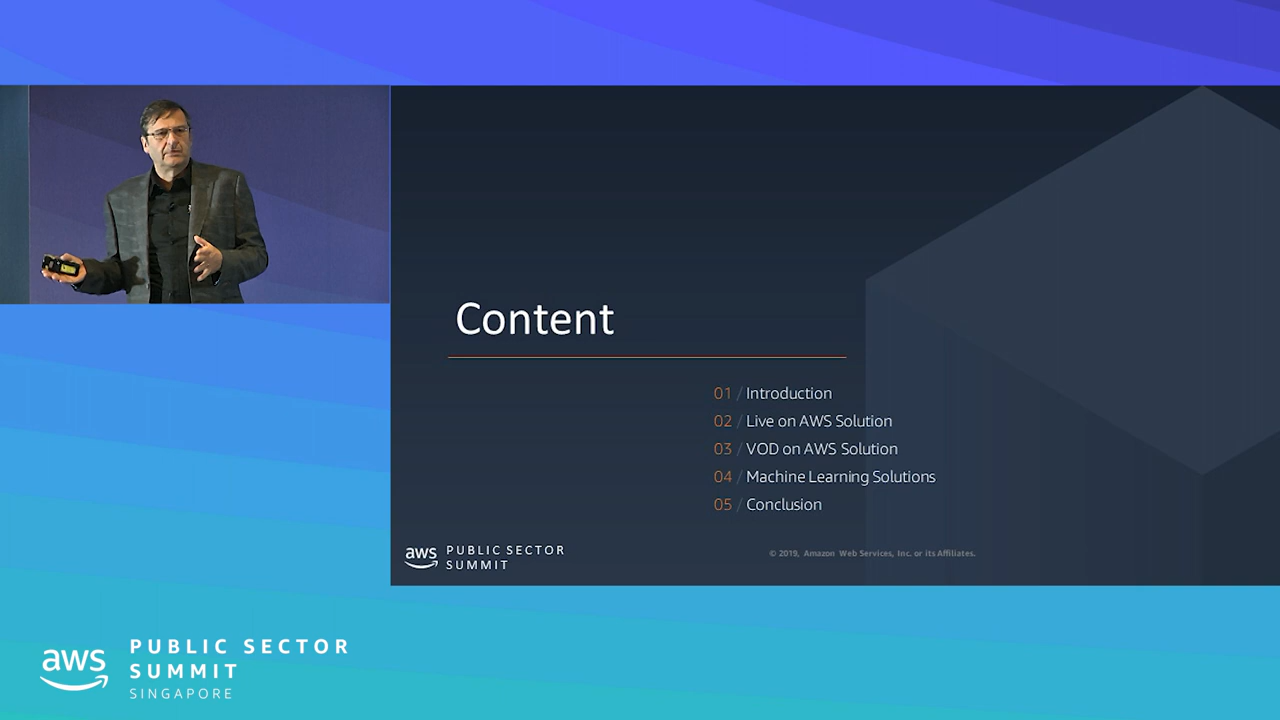 Content
01 / Introduction
02 / Live on AWS Solution
03 / VOD on AWS Solution
04 / Machine Learning Solutions
05 / Conclusion
aws PUBLIC SECTOR
SUMMIT
© 2019, Amazon Web Services, Inc. or its Affiliates.
aws PUBLIC SECTOR
SUMMIT
SINGAPORE